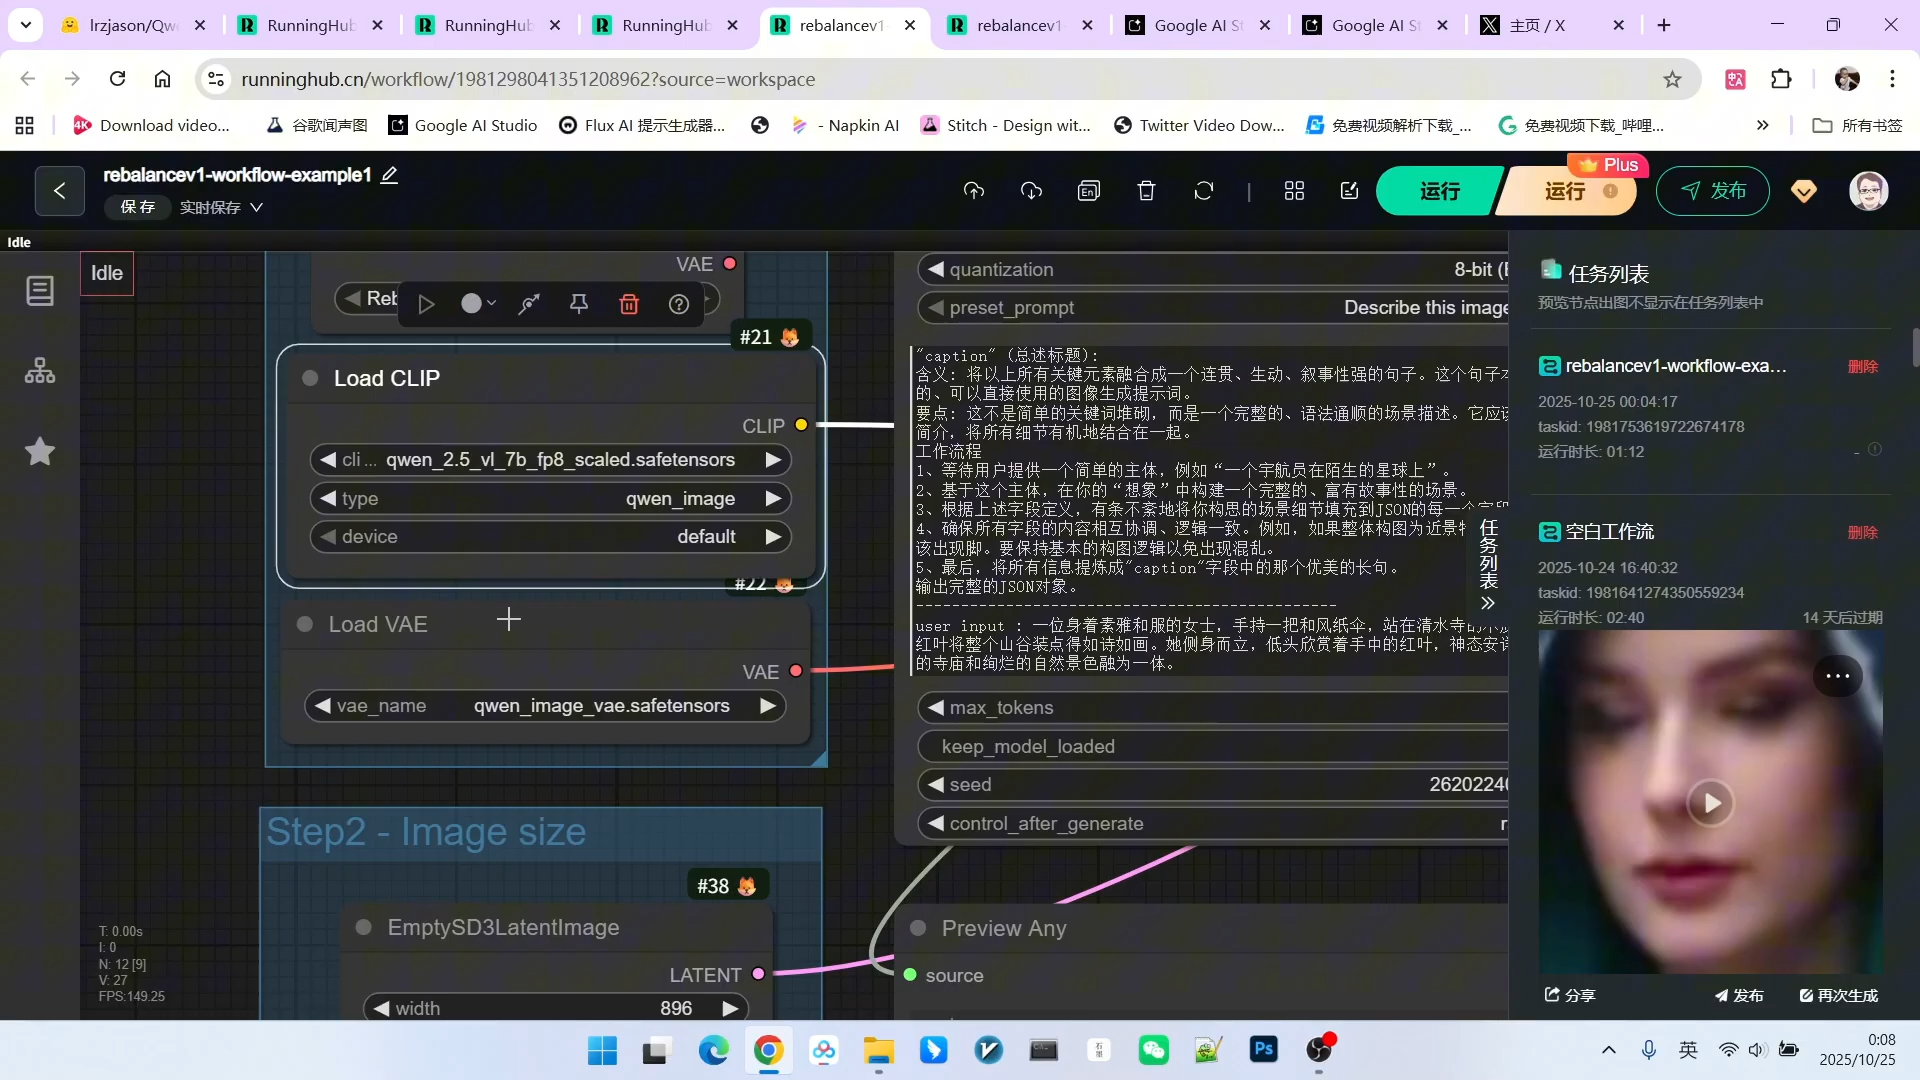 lrzjason/Qw
RunningHub
RunningHub
RunningHub
rebalancev1
rebalancev1
Google AI St
Google AI St
主页 / X
runninghub.cn/workflow/1981298041351208962?source=workspace
Download video...
谷歌闻声图
Google AI Studio
Flux AI 提示生成器...
- Napkin AI
Stitch - Design wit...
Twitter Video Dow...
免费视频解析下载_...
免费视频下载_哔哩...
所有书签
rebalancev1-workflow-example1
保存
实时保存
运行
运行
Plus
发布
Idle
Idle
VAE
Reb
#21
Load CLIP
CLIP
cli ... qwen_2.5_vl_7b_fp8_scaled.safetensors
type qwen_image
device default
#22
Load VAE
VAE
vae_name qwen_image_vae.safetensors
Step2 - Image size
#38
EmptySD3LatentImage
LATENT
width 896
T: 0.00s
I: 0
N: 12 [9]
V: 27
FPS:149.25
quantization 8-bit (
preset_prompt Describe this image
"caption" (总述标题):
含义: 将以上所有关键元素融合成一个连贯、生动、叙事性强的句子。这个句子
的、可以直接使用的图像生成提示词。
要点: 这不是简单的关键词堆砌，而是一个完整的、语法通顺的场景描述。它应
简介，将所有细节有机地结合在一起。
工作流程
1、等待用户提供一个简单的主体，例如“一个宇航员在陌生的星球上”。
2、基于这个主体，在你的“想象”中构建一个完整的、富有故事性的场景。
3、根据上述字段定义，有条不紊地将你构思的场景细节填充到JSON的每一个字段
4、确保所有字段的内容相互协调、逻辑一致。例如，如果整体构图为近景
该出现脚。要保持基本的构图逻辑以免出现混乱。
5、最后，将所有信息提炼成"caption"字段中的那个优美的长句。
输出完整的JSON对象。
---------------------------------------------
user input : 一位身着素雅和服的女士，手持一把和风纸伞，站在清水寺的
红叶将整个山谷装点得如诗如画。她侧身而立，低头欣赏着手中的红叶，神态安
的寺庙和绚烂的自然景色融为一体。
max_tokens
keep_model_loaded
seed 2620224
control_after_generate r
Preview Any
source
任务列表
任务列表
预览节点出图不显示在任务列表中
rebalancev1-workflow-exa...
删除
2025-10-25 00:04:17
taskid: 1981753619722674178
运行时长: 01:12
-
空白工作流
删除
2025-10-24 16:40:32
taskid: 1981641274350559234
运行时长: 02:40
14 天后过期
分享
发布
再次生成
Ps
英
0:08
2025/10/25